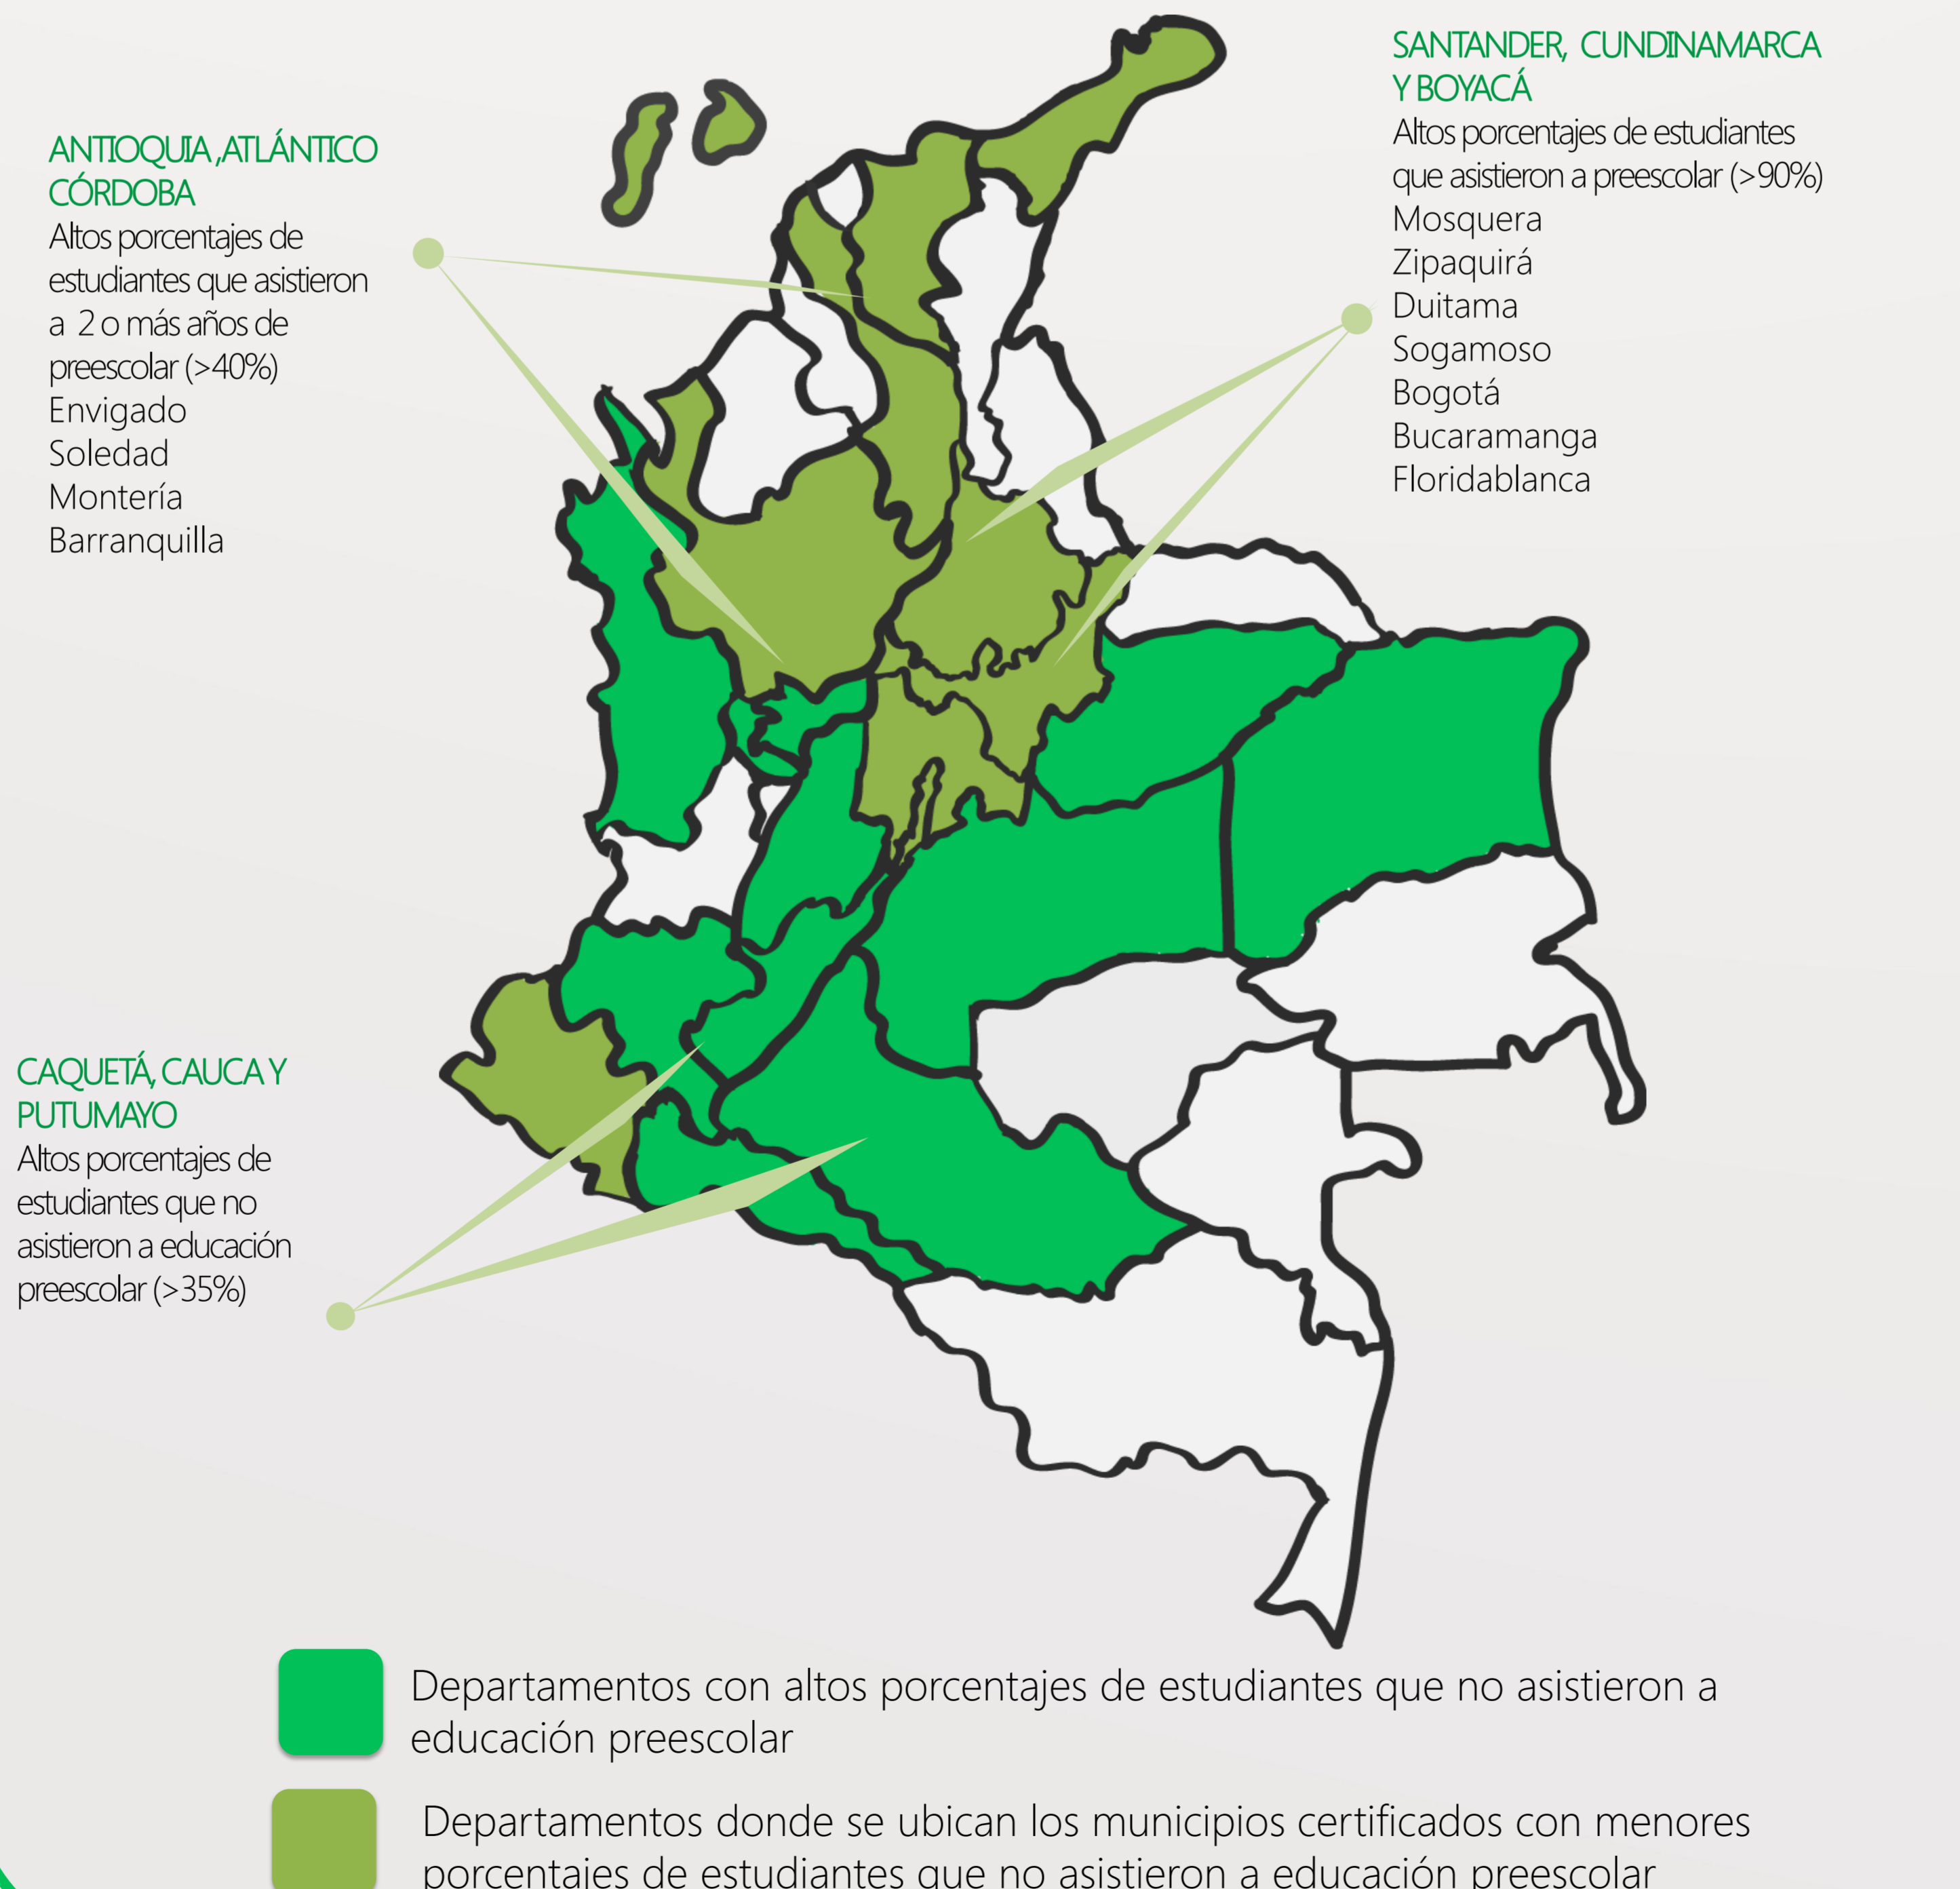 ANTIOQUIA ,ATLÁNTICO
CÓRDOBA
Altos porcentajes de
estudiantes que asistieron
a 2 o más años de
preescolar (>40%)
Envigado
Soledad
Montería
Barranquilla
SANTANDER, CUNDINAMARCA
Y BOYACÁ
Altos porcentajes de estudiantes
que asistieron a preescolar (>90%)
Mosquera
Zipaquirá
Duitama
Sogamoso
Bogotá
Bucaramanga
Floridablanca
CAQUETÁ, CAUCA Y
PUTUMAYO
Altos porcentajes de
estudiantes que no
asistieron a educación
preescolar (>35%)
Departamentos con altos porcentajes de estudiantes que no asistieron a
educación preescolar
Departamentos donde se ubican los municipios certificados con menores
porcentajes de estudiantes que no asistieron a educación preescolar